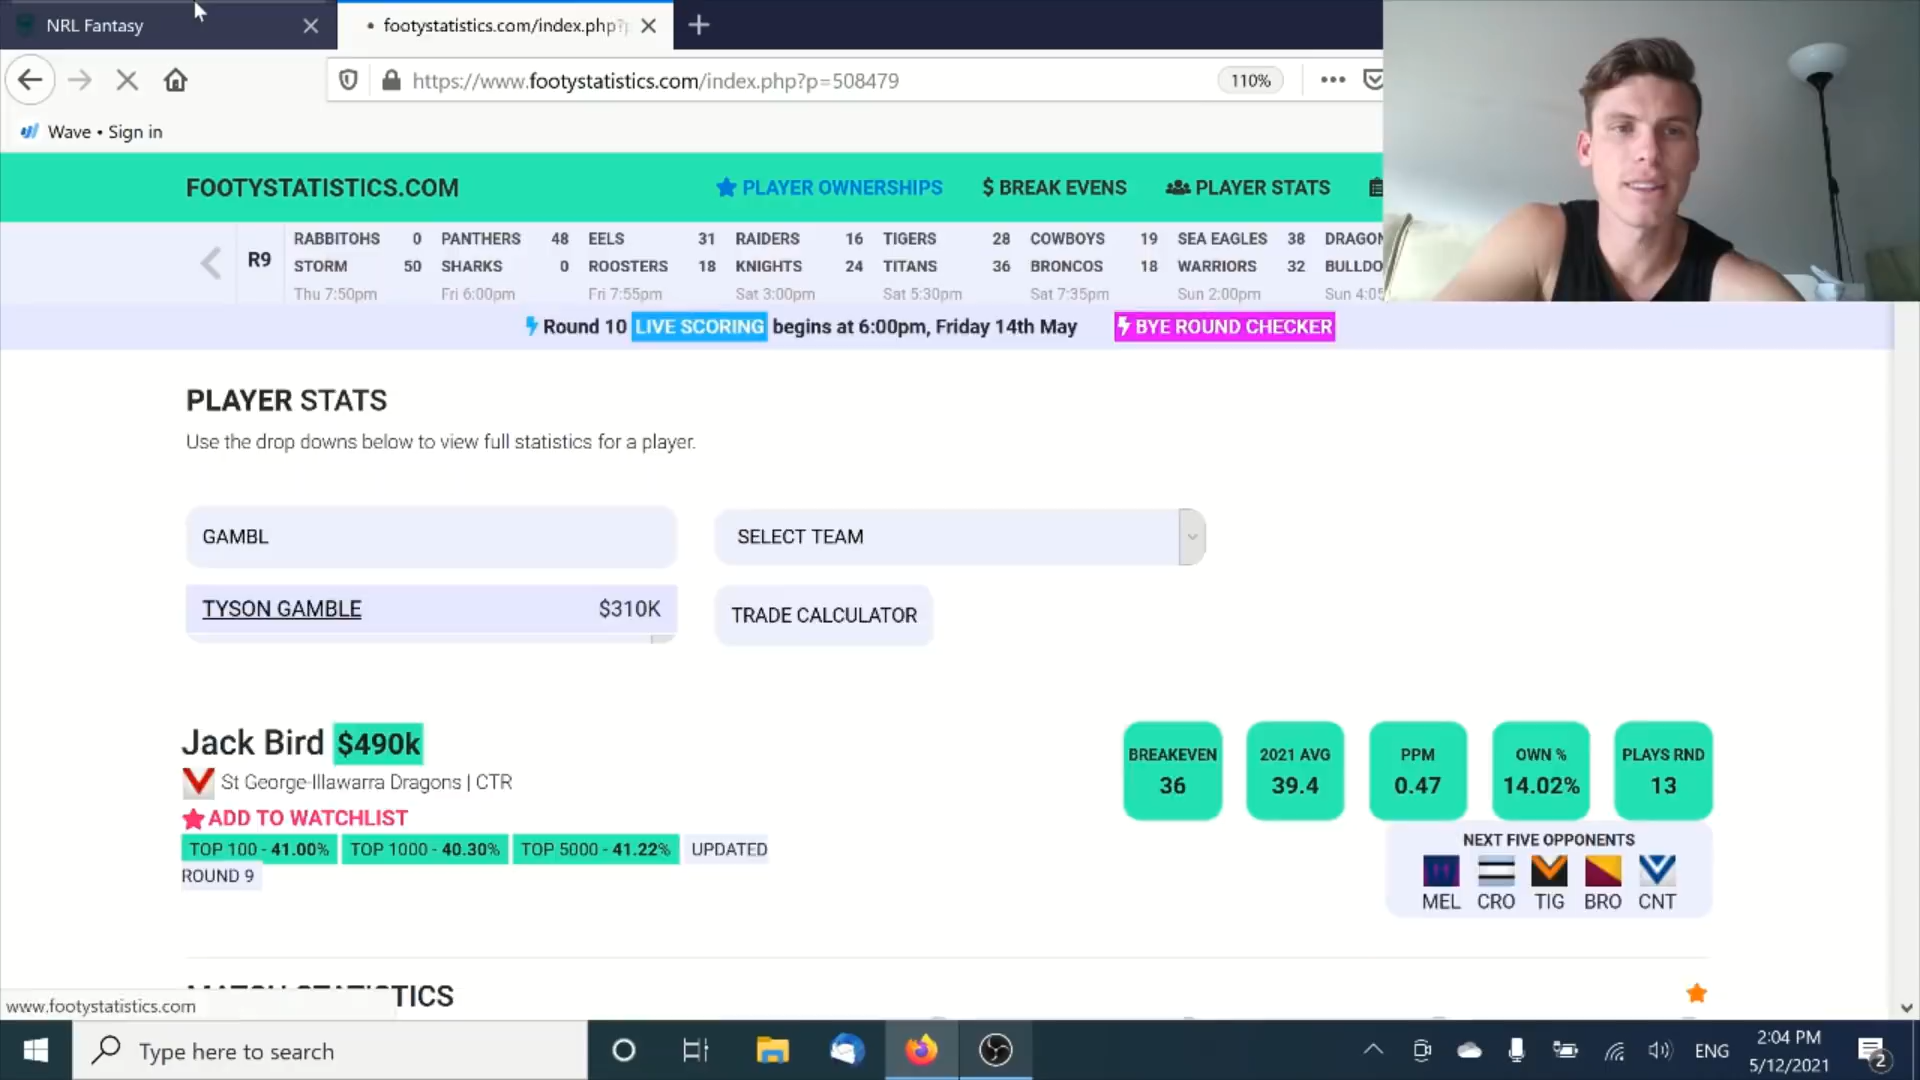 NRL Fantasy
footystatistics.com/index.php?
https://www.footystatistics.com/index.php?p=508479
110%
Wave • Sign in
FOOTYSTATISTICS.COM
PLAYER OWNERSHIPS
$ BREAK EVENS
PLAYER STATS
R9
RABBITOHS 0 PANTHERS 48 EELS 31 RAIDERS 16 TIGERS 28 COWBOYS 19 SEA EAGLES 38 DRAGON
STORM 50 SHARKS 0 ROOSTERS 18 KNIGHTS 24 TITANS 36 BRONCOS 18 WARRIORS 32 BULLDO
Thu 7:50pm Fri 6:00pm Fri 7:55pm Sat 3:00pm Sat 5:30pm Sat 7:35pm Sun 2:00pm Sun 4:05
Round 10 LIVE SCORING begins at 6:00pm, Friday 14th May
BYE ROUND CHECKER
PLAYER STATS
Use the drop downs below to view full statistics for a player.
GAMBL
SELECT TEAM
TYSON GAMBLE $310K
TRADE CALCULATOR
Jack Bird $490k
St George-Illawarra Dragons | CTR
ADD TO WATCHLIST
TOP 100 - 41.00% TOP 1000 - 40.30% TOP 5000 - 41.22% UPDATED
ROUND 9
BREAKEVEN 2021 AVG PPM OWN % PLAYS RND
36 39.4 0.47 14.02% 13
NEXT FIVE OPPONENTS
MEL CRO TIG BRO CNT
STATISTICS
www.footystatistics.com
Type here to search
ENG
2:04 PM
5/12/2021
2